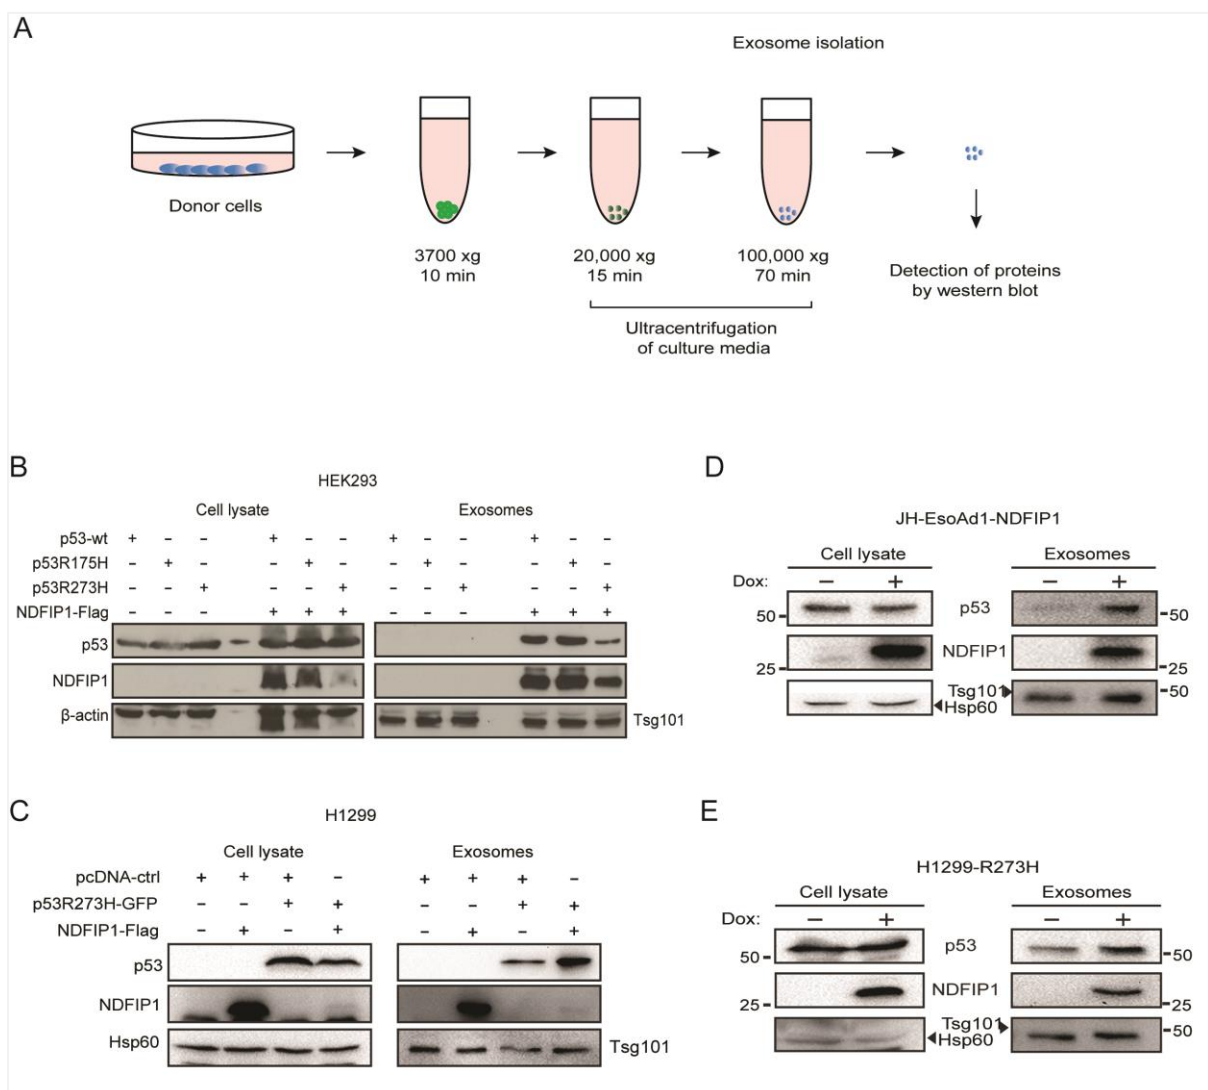 A
Exosome isolation
Donor cells
3700 xg
10 min
20,000 xg
15 min
100,000 xg
70 min
Detection of proteins
by western blot
Ultracentrifugation
of culture media
B
HEK293
Cell lysate Exosomes
p53-wt + – – + – – + – – + – –
p53R175H – + – – + – – + – – + –
p53R273H – – + – – + – – + – – +
NDFIP1-Flag – – – + + + – – – + + +
p53
NDFIP1
β-actin Tsg101
C
H1299
Cell lysate Exosomes
pcDNA-ctrl + + + – + + + –
p53R273H-GFP – – + + – – + +
NDFIP1-Flag – + – + – + – +
p53
NDFIP1
Hsp60 Tsg101
D
JH-EsoAd1-NDFIP1
Cell lysate Exosomes
Dox: – + – +
50 p53 50
25 NDFIP1 25
Tsg101 50
Hsp60
E
H1299-R273H
Cell lysate Exosomes
Dox: – + – +
50 p53 50
25 NDFIP1 25
Tsg101 50
Hsp60